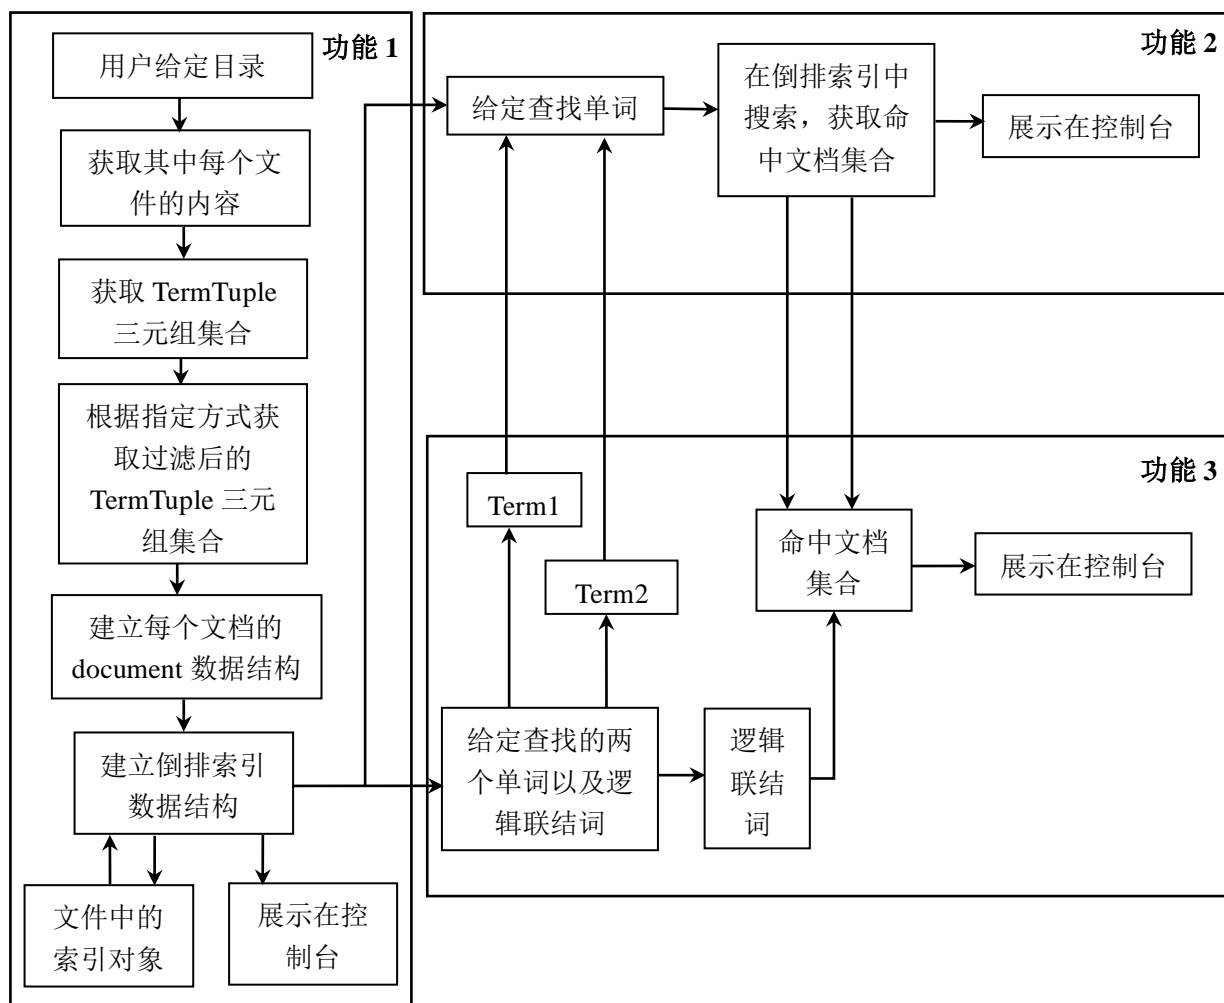 功能 1
用户给定目录
获取其中每个文
件的内容
获取 TermTuple
三元组集合
根据指定方式获
取过滤后的
TermTuple 三元
组集合
建立每个文档的
document 数据结构
建立倒排索引
数据结构
文件中的
索引对象
展示在控
制台
功能 2
给定查找单词
在倒排索引中
搜索，获取命
中文档集合
展示在控制台
功能 3
Term1
Term2
命中文档
集合
展示在控制台
给定查找的两
个单词以及逻
辑联结词
逻辑
联结
词